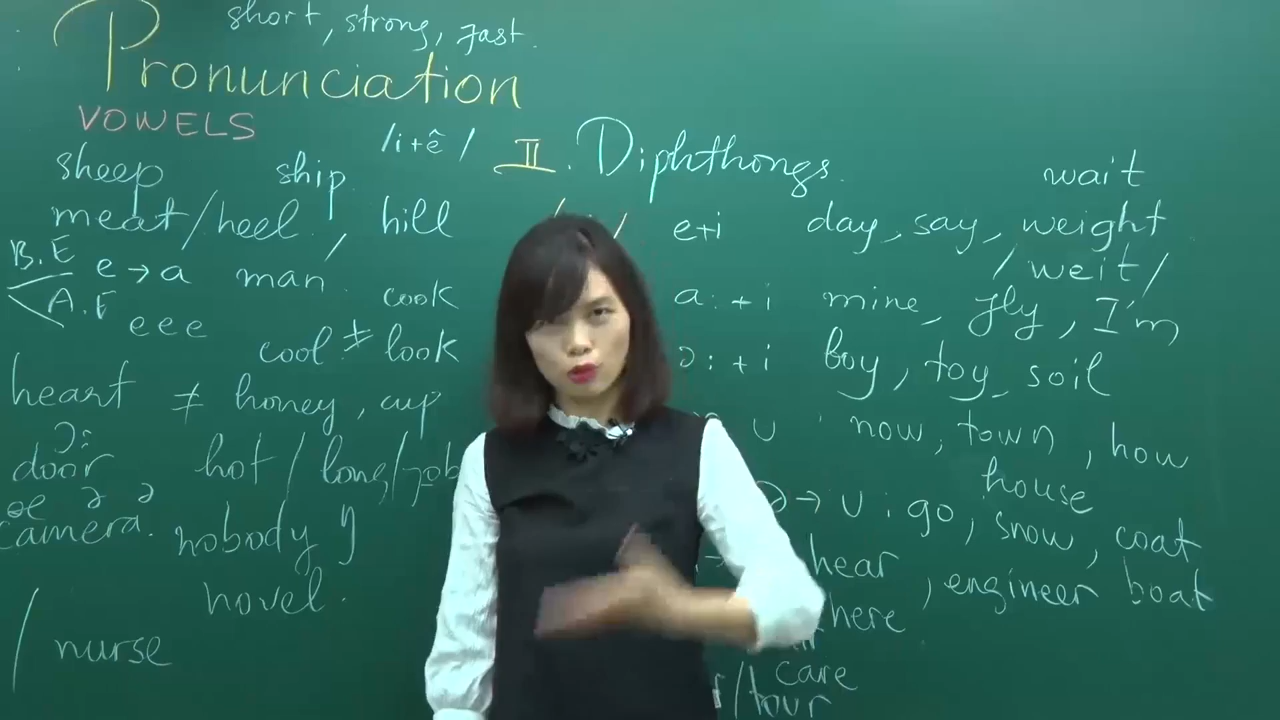 short, strong, fast.
Pronunciation
VOWELS
/i+ê/
II. Diphthongs.
sheep ship.
wait
meat/heel, hill
e+i day, say, weight
/weit/
B.E
A.E
e→a man.
eee
cook
a: + i mine, fly, I'm
cool ≠ look
ɔ: + i boy, toy, soil
heart ≠ honey, cup
ʊ now, town, how
house
ɔ:
door hot/long/job
ə → ʊ : go, snow, coat
boat
æ ə ə
camera. nobody
novel.
hear, engineer
here
/ nurse
care
/tour